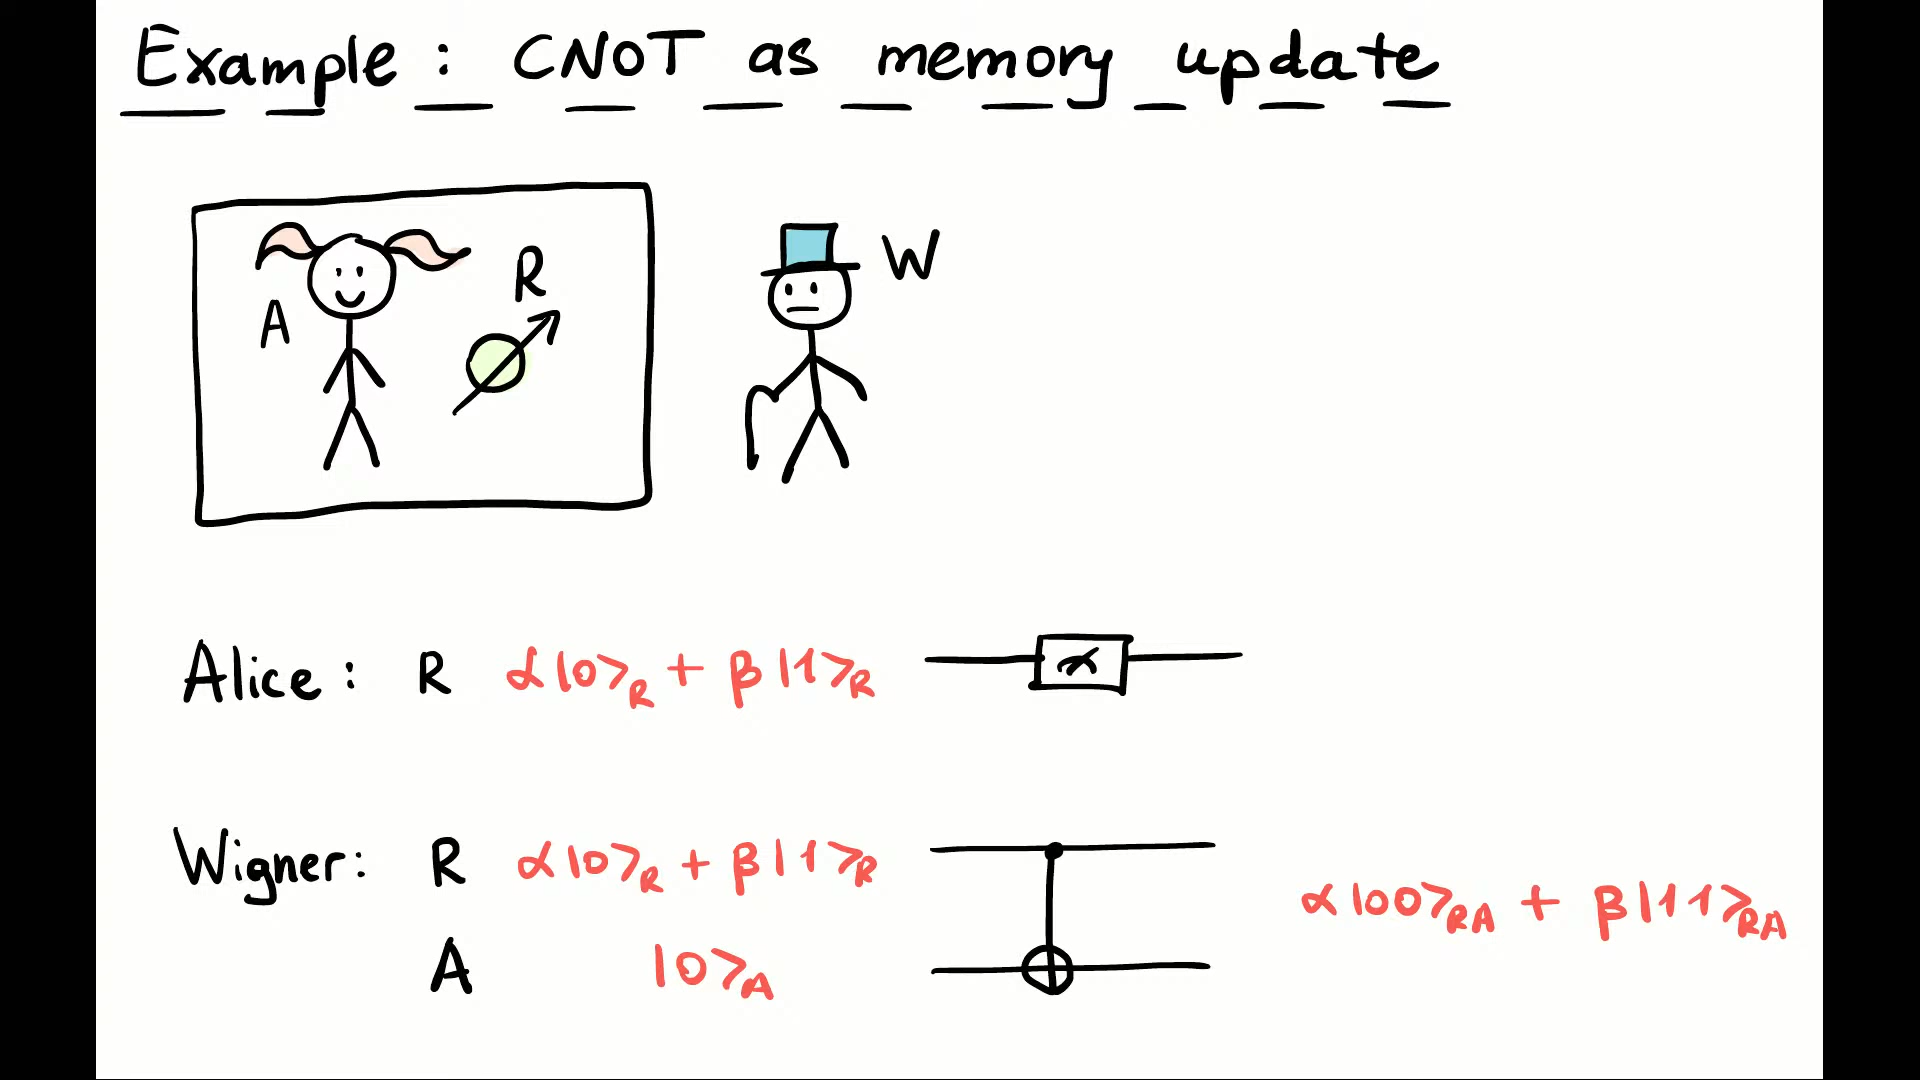 Example: CNOT as memory update
A R W
Alice: R α|0⟩_R + β|1⟩_R
Wigner: R α|0⟩_R + β|1⟩_R
α|00⟩_RA + β|11⟩_RA
A |0⟩_A